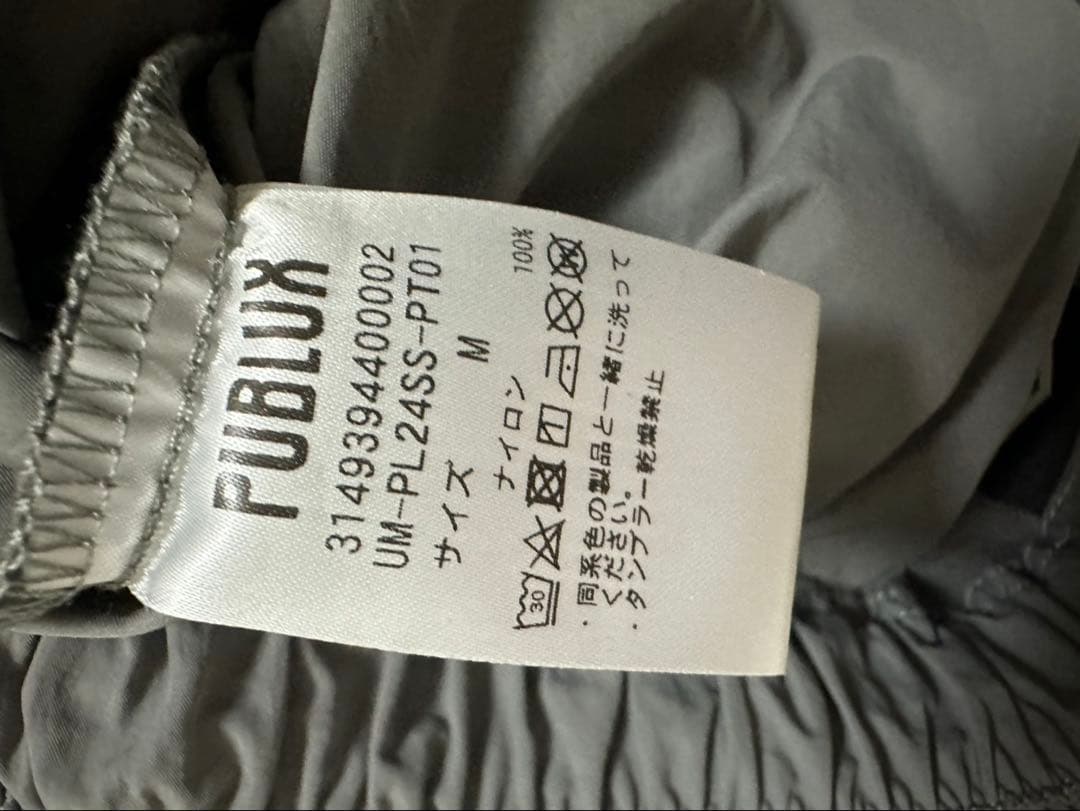 PUBLUX
3149394400002
UM-PL24SS-PT01
サイズ M
ナイロン 100%
30
・同系色の製品と一緒に洗って
ください。
・タンブラー乾燥禁止